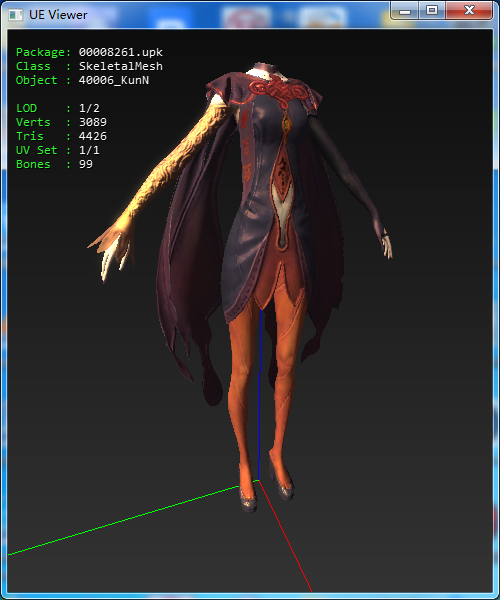 UE Viewer
Package: 00008261.upk
Class : SkeletalMesh
Object : 40006_KunN
LOD : 1/2
Verts : 3089
Tris : 4426
UV Set : 1/1
Bones : 99